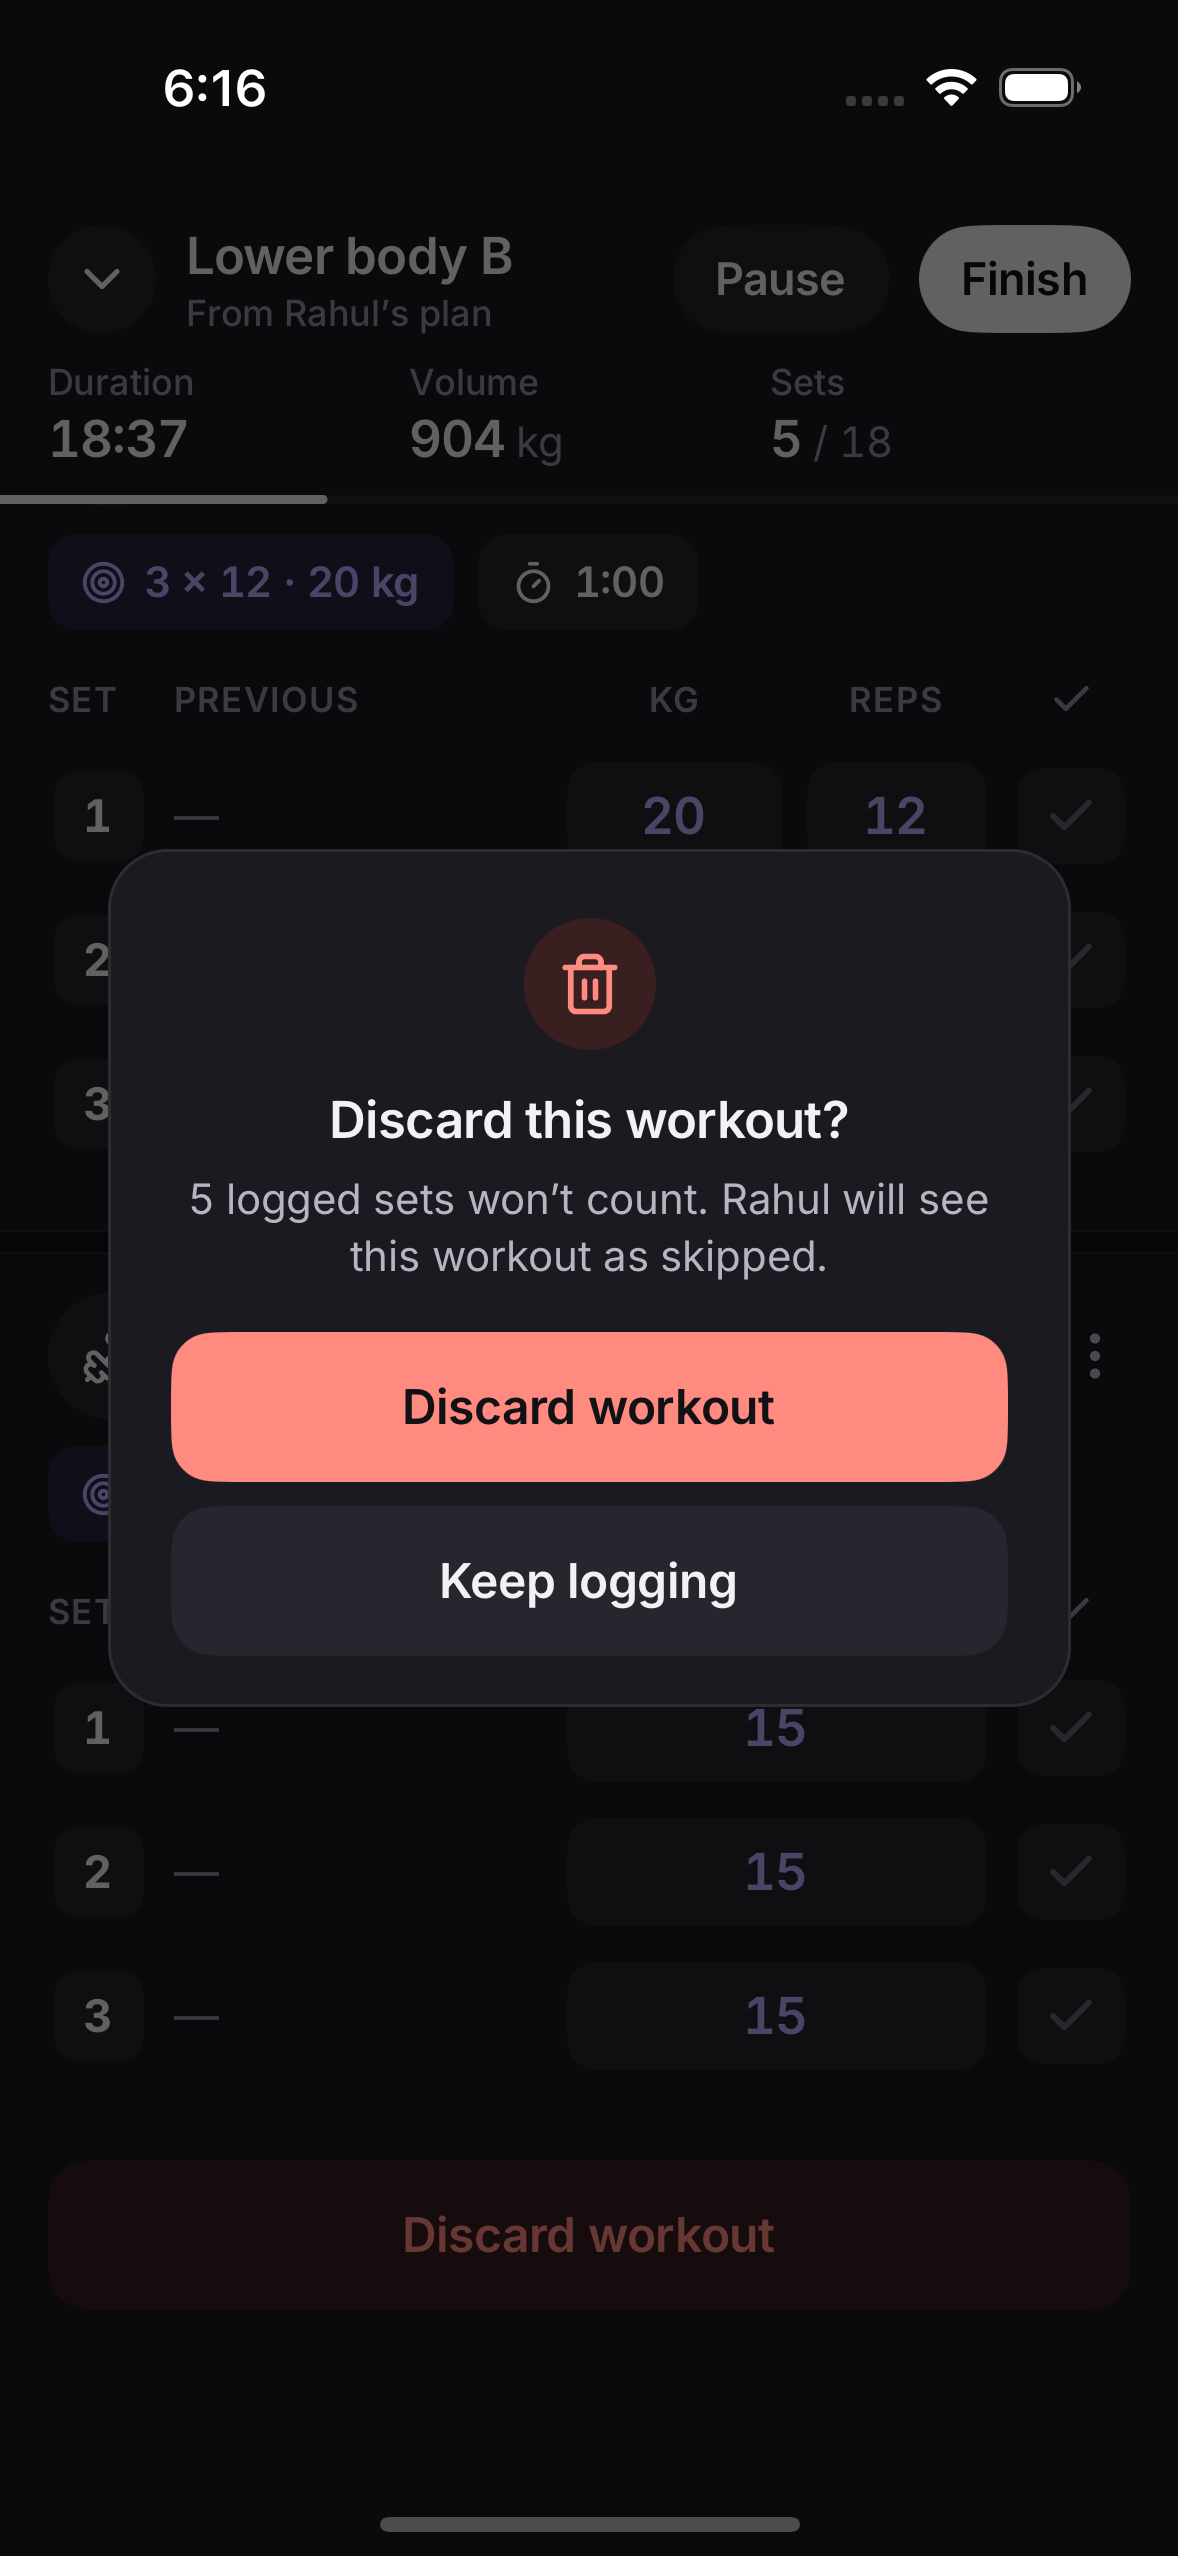 6:16
Lower body B
From Rahul’s plan
Pause
Finish
Duration
Volume
Sets
18:37
904 kg
5 / 18
3 × 12 · 20 kg
1:00
SET
PREVIOUS
KG
REPS
1
—
20
12
2
3
Discard this workout?
5 logged sets won’t count. Rahul will see
this workout as skipped.
Discard workout
Keep logging
SET
1
—
15
2
—
15
3
—
15
Discard workout